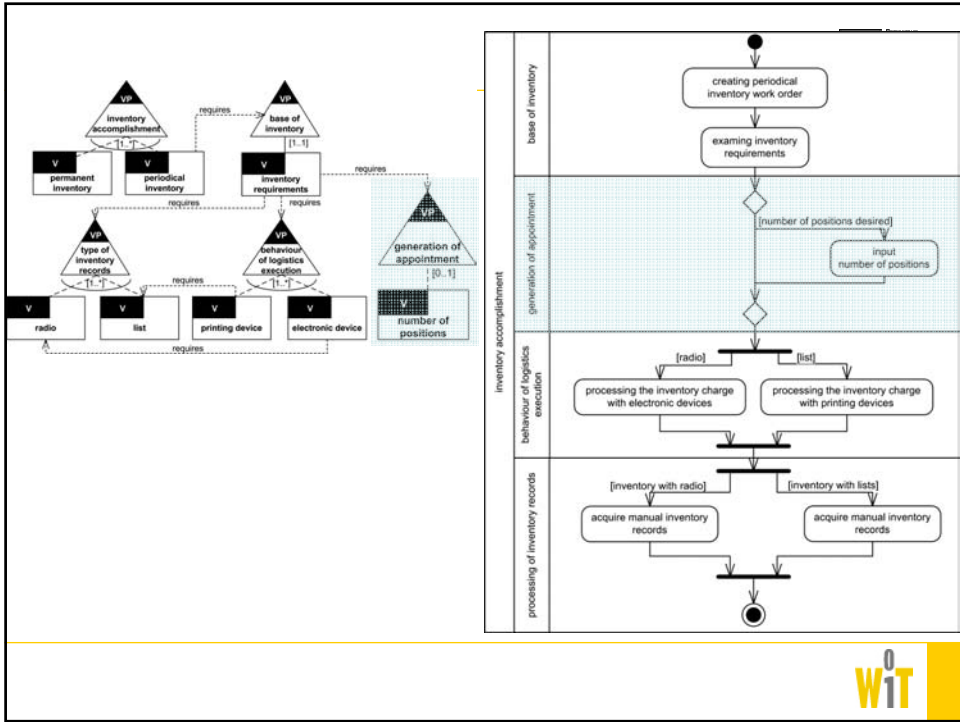 VP
inventory
accomplishment
[1..*]
requires
VP
base of
inventory
[1..1]
V
permanent
inventory
V
periodical
inventory
V
inventory
requirements
requires
requires
requires
VP
type of
inventory
records
[1..*]
VP
behaviour
of logistics
execution
[1..*]
VP
generation of
appointment
[0..1]
requires
V
radio
V
list
V
printing device
V
electronic device
V
number of
positions
requires
inventory accomplishment
base of inventory
creating periodical
inventory work order
examing inventory
requirements
generation of appointment
[number of positions desired]
input
number of positions
behaviour of logistics
execution
[radio]
[list]
processing the inventory charge
with electronic devices
processing the inventory charge
with printing devices
processing of inventory records
[inventory with radio]
[inventory with lists]
acquire manual inventory
records
acquire manual inventory
records
W01T